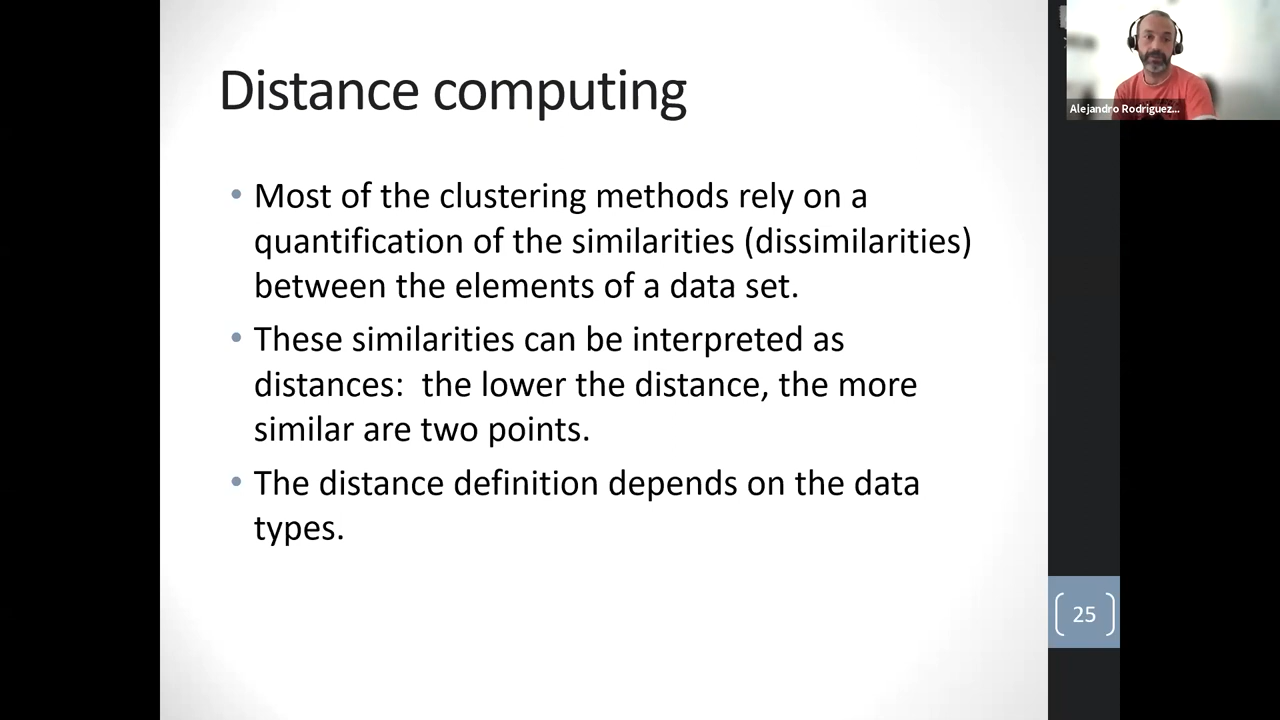 Distance computing
• Most of the clustering methods rely on a
quantification of the similarities (dissimilarities)
between the elements of a data set.
• These similarities can be interpreted as
distances:  the lower the distance, the more
similar are two points.
• The distance definition depends on the data
types.
Alejandro Rodriguez...
25